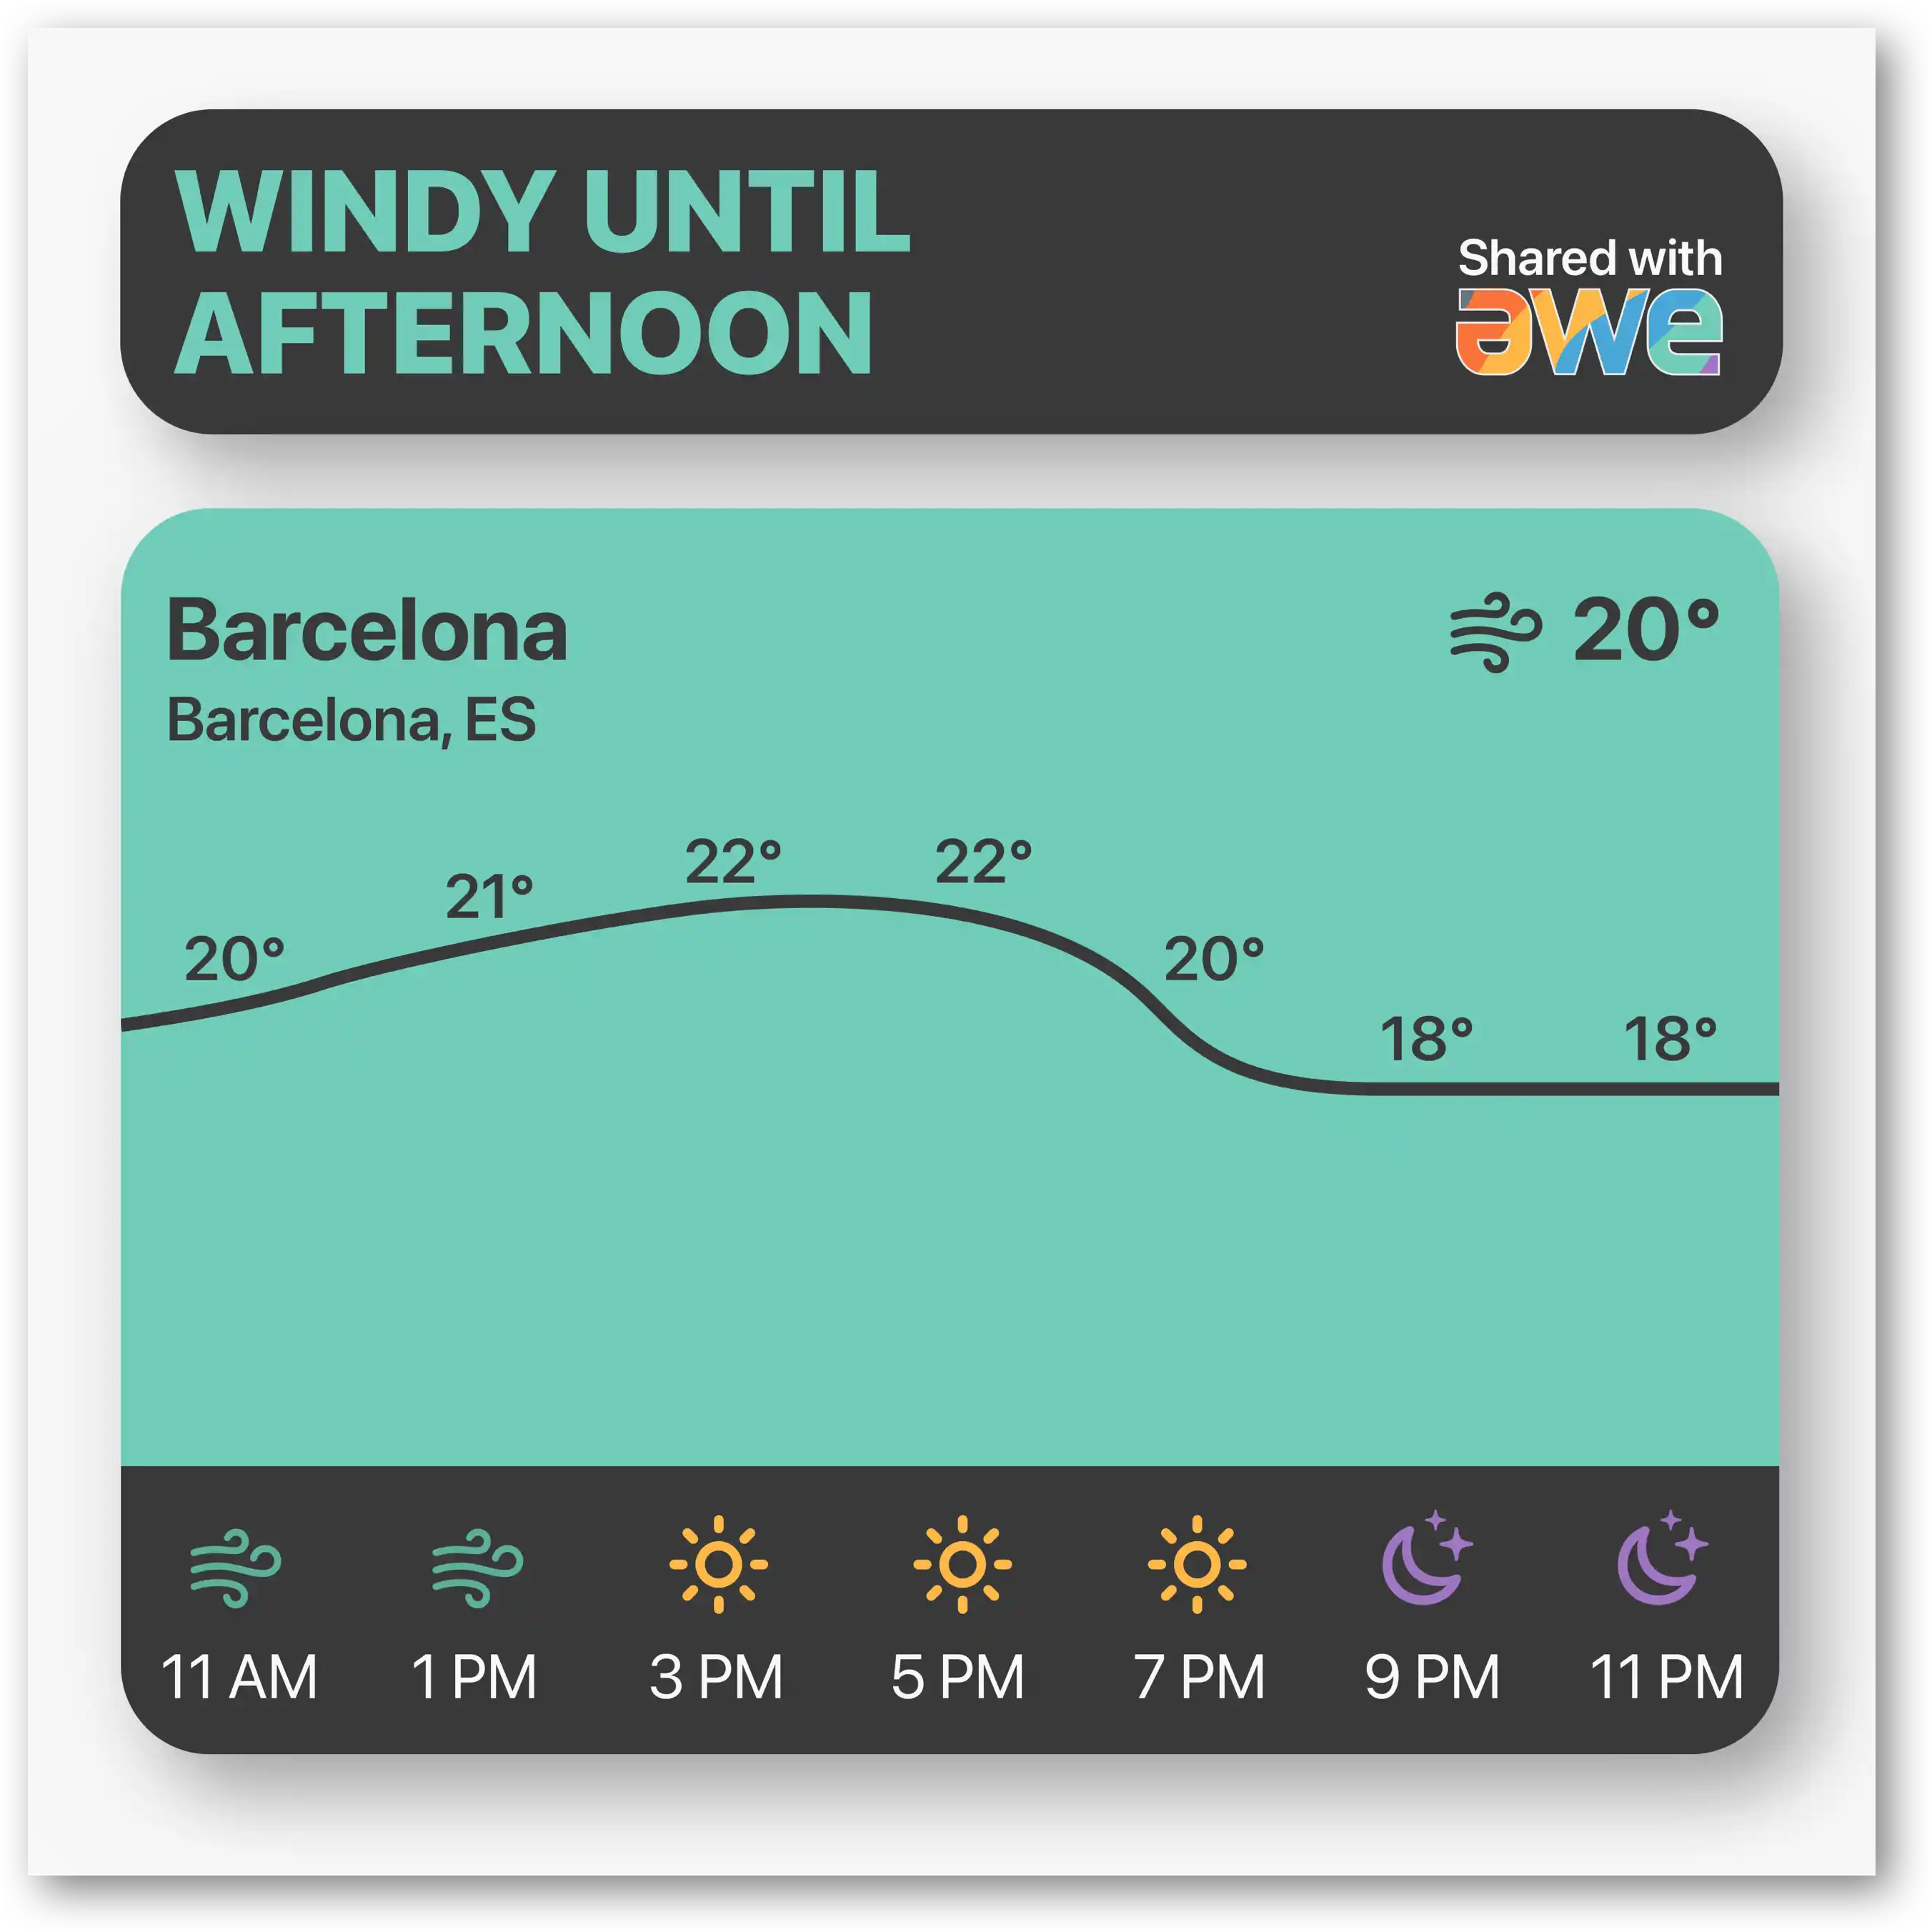 WINDY UNTIL
AFTERNOON
Shared with
awe
Barcelona
20°
Barcelona, ES
20° 21° 22° 22° 20° 18° 18°
11 AM 1 PM 3 PM 5 PM 7 PM 9 PM 11 PM